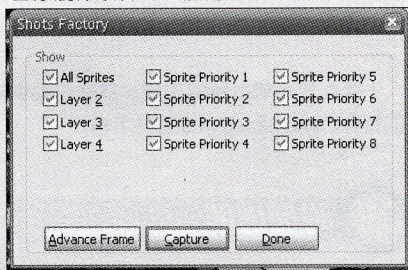 Shots Factory
Show
All Sprites
Sprite Priority 1
Sprite Priority 5
Layer 2
Sprite Priority 2
Sprite Priority 6
Layer 3
Sprite Priority 3
Sprite Priority 7
Layer 4
Sprite Priority 4
Sprite Priority 8
Advance Frame
Capture
Done